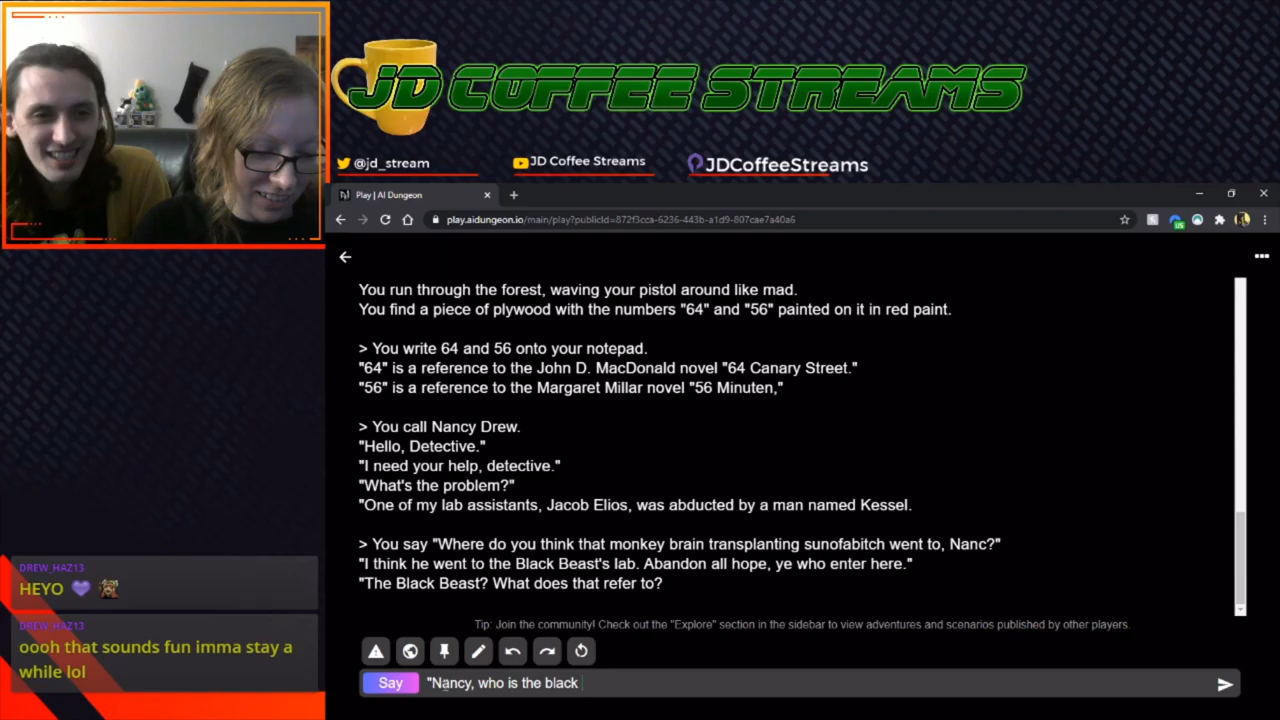 JD COFFEE STREAMS
@jd_stream
JD Coffee Streams
JDCoffeeStreams
Play | AI Dungeon
play.aidungeon.io/main/play?publicId=872f3cca-6236-443b-a1d9-807cae7a40a6
You run through the forest, waving your pistol around like mad.
You find a piece of plywood with the numbers "64" and "56" painted on it in red paint.
> You write 64 and 56 onto your notepad.
"64" is a reference to the John D. MacDonald novel "64 Canary Street."
"56" is a reference to the Margaret Millar novel "56 Minuten,"
> You call Nancy Drew.
"Hello, Detective."
"I need your help, detective."
"What's the problem?"
"One of my lab assistants, Jacob Elios, was abducted by a man named Kessel.
> You say "Where do you think that monkey brain transplanting sunofabitch went to, Nanc?"
"I think he went to the Black Beast's lab. Abandon all hope, ye who enter here."
"The Black Beast? What does that refer to?
Tip: Join the community! Check out the "Explore" section in the sidebar to view adventures and scenarios published by other players.
Say
"Nancy, who is the black
DREW_HAZ13
HEYO
DREW_HAZ13
oooh that sounds fun imma stay a
while lol